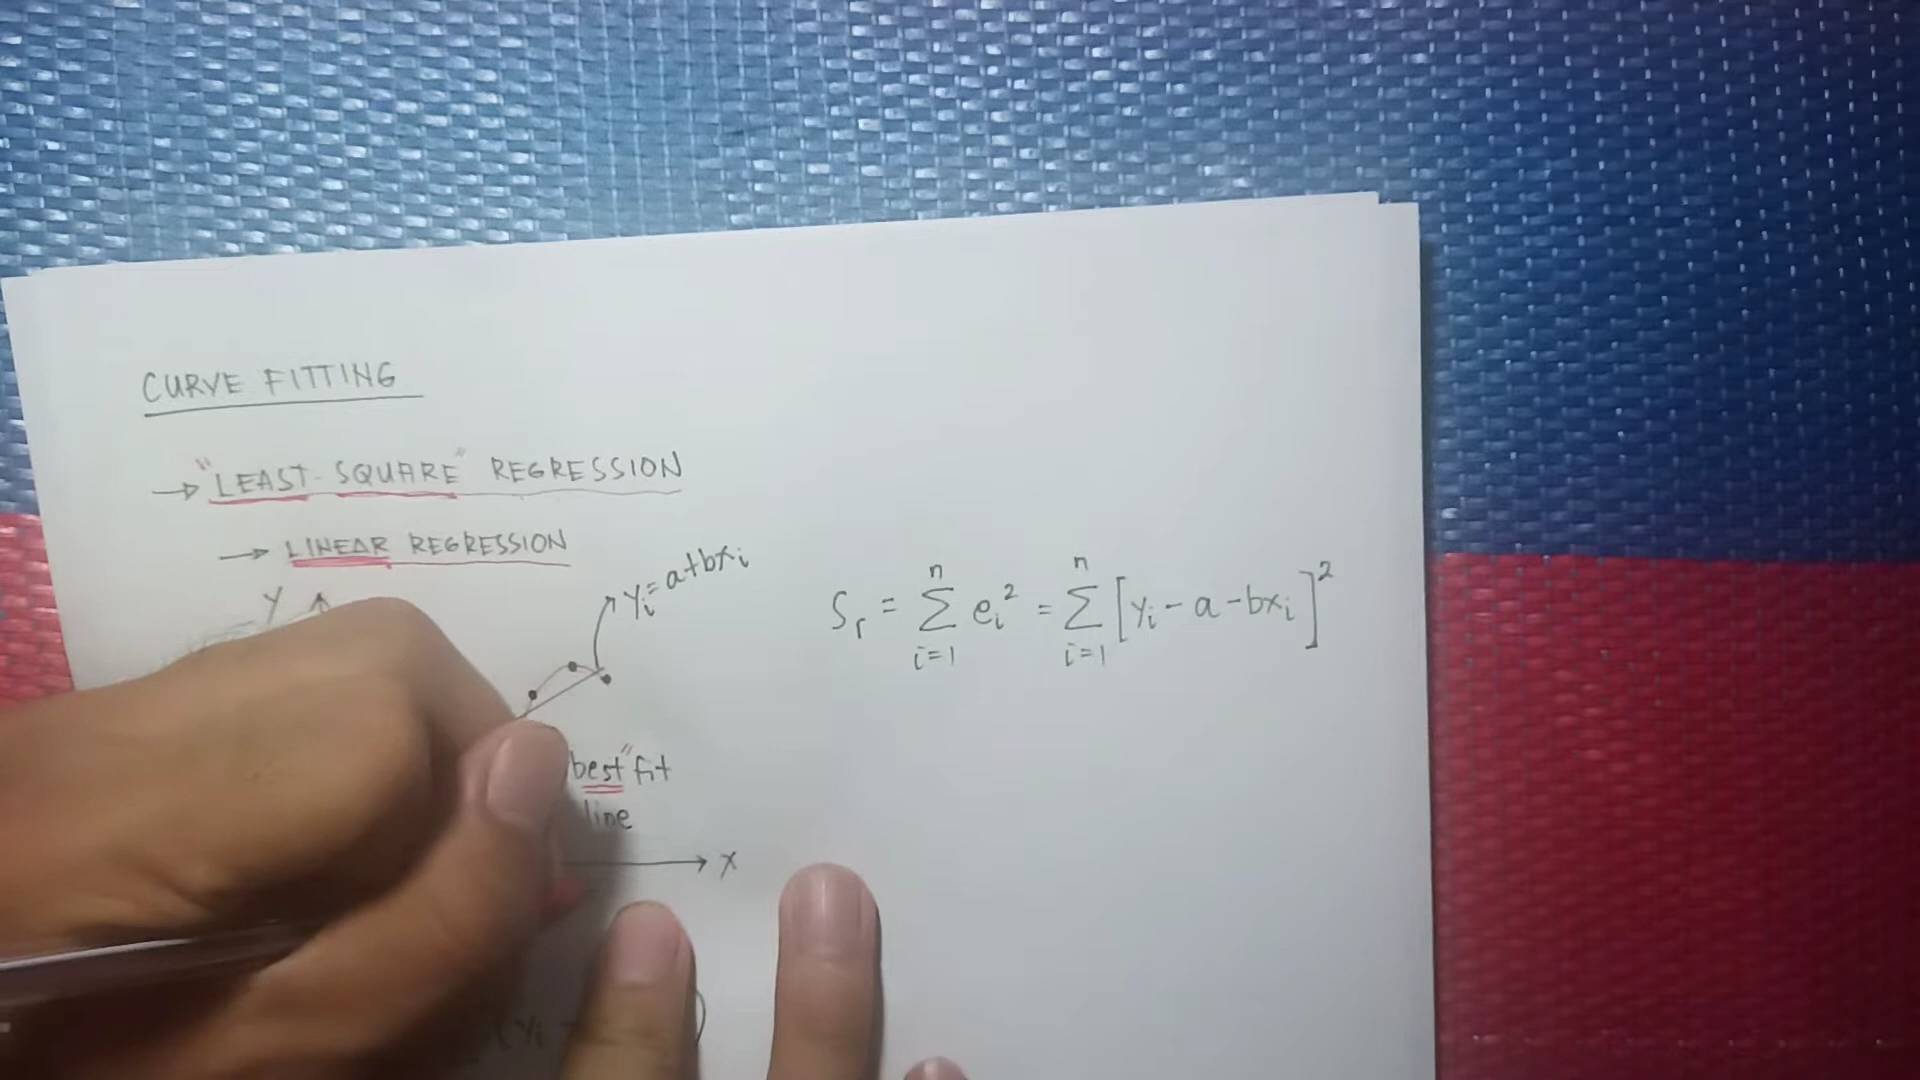 CURVE FITTING
→ "LEAST-SQUARE" REGRESSION
→ LINEAR REGRESSION
Y
yᵢ = a+bxᵢ
best" fit
line
X
(yᵢ -
n
n
Sᵣ = Σ eᵢ² = Σ [yᵢ - a - bxᵢ]²
i=1
i=1